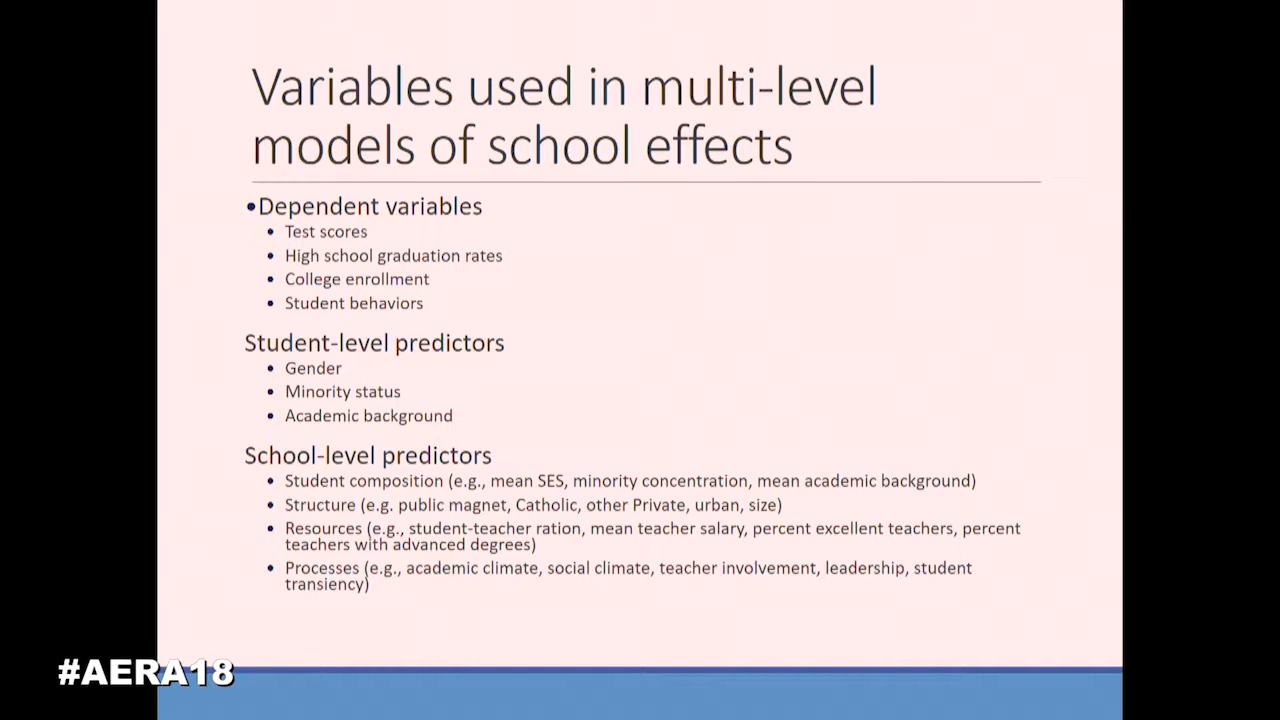 Variables used in multi-level
models of school effects
•Dependent variables
• Test scores
• High school graduation rates
• College enrollment
• Student behaviors
Student-level predictors
• Gender
• Minority status
• Academic background
School-level predictors
• Student composition (e.g., mean SES, minority concentration, mean academic background)
• Structure (e.g. public magnet, Catholic, other Private, urban, size)
• Resources (e.g., student-teacher ration, mean teacher salary, percent excellent teachers, percent
teachers with advanced degrees)
• Processes (e.g., academic climate, social climate, teacher involvement, leadership, student
transiency)
#AERA18